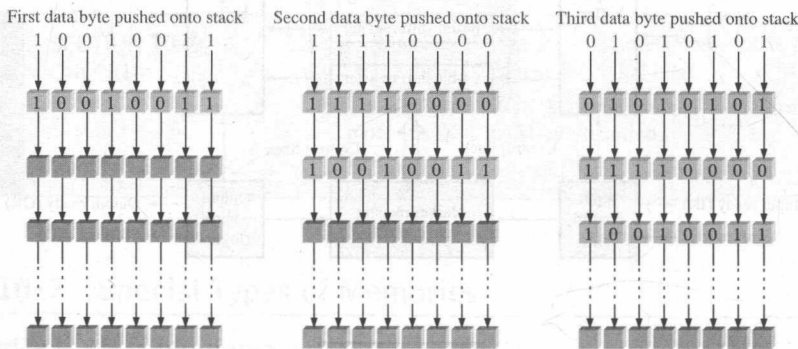 First data byte pushed onto stack
1 0 0 1 0 0 1 1
1 0 0 1 0 0 1 1
Second data byte pushed onto stack
1 1 1 1 0 0 0 0
1 1 1 1 0 0 0 0
1 0 0 1 0 0 1 1
Third data byte pushed onto stack
0 1 0 1 0 1 0 1
0 1 0 1 0 1 0 1
1 1 1 1 0 0 0 0
1 0 0 1 0 0 1 1